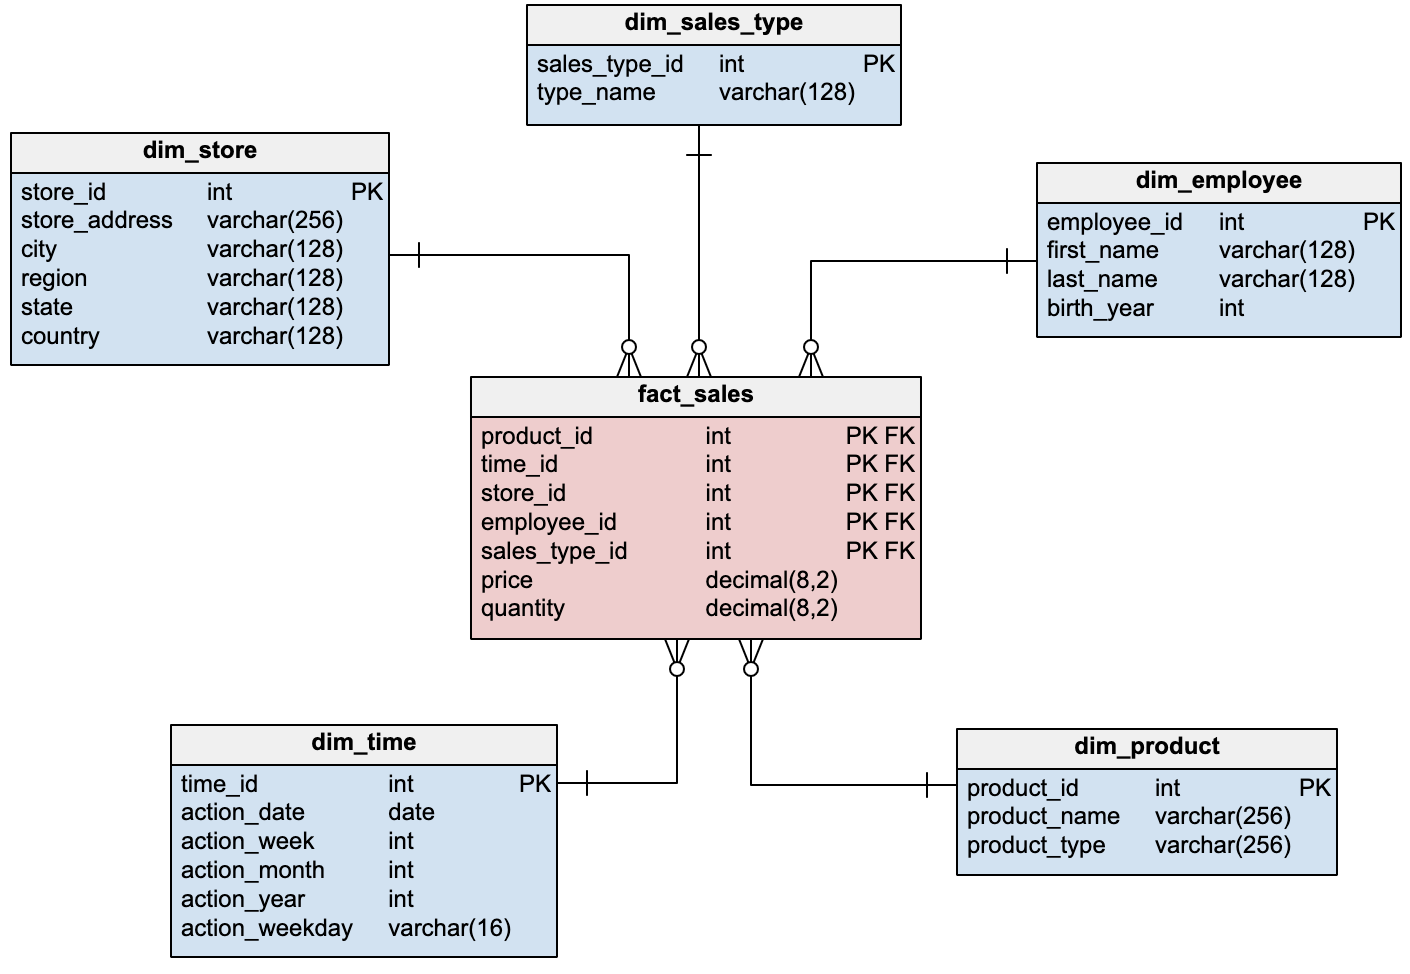 dim_sales_type
sales_type_id int PK
type_name varchar(128)
dim_store
store_id int PK
store_address varchar(256)
city varchar(128)
region varchar(128)
state varchar(128)
country varchar(128)
dim_employee
employee_id int PK
first_name varchar(128)
last_name varchar(128)
birth_year int
fact_sales
product_id int PK FK
time_id int PK FK
store_id int PK FK
employee_id int PK FK
sales_type_id int PK FK
price decimal(8,2)
quantity decimal(8,2)
dim_time
time_id int PK
action_date date
action_week int
action_month int
action_year int
action_weekday varchar(16)
dim_product
product_id int PK
product_name varchar(256)
product_type varchar(256)